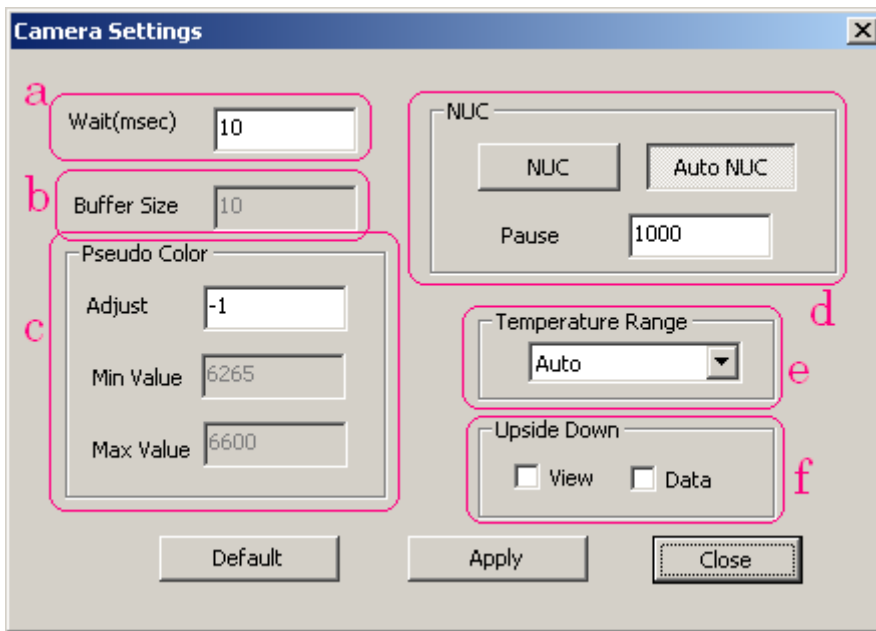 Camera Settings
a
Wait(msec) 10
b
Buffer Size 10
c
Pseudo Color
Adjust -1
Min Value 6265
Max Value 6600
NUC
NUC Auto NUC
Pause 1000
d
Temperature Range
Auto
e
Upside Down
View Data
f
Default Apply Close